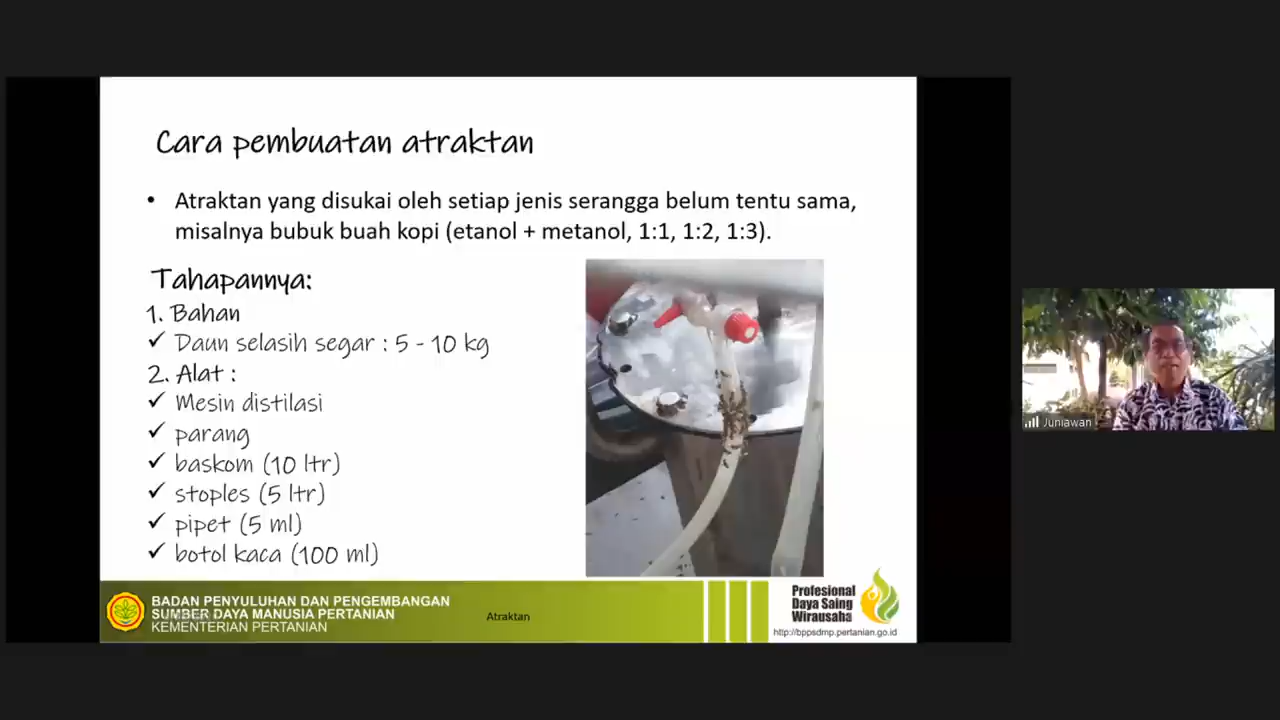 Cara pembuatan atraktan
• Atraktan yang disukai oleh setiap jenis serangga belum tentu sama,
misalnya bubuk buah kopi (etanol + metanol, 1:1, 1:2, 1:3).
Tahapannya:
1. Bahan
✓ Daun selasih segar : 5 - 10 kg
2. Alat :
✓ Mesin distilasi
✓ parang
✓ baskom (10 ltr)
✓ stoples (5 ltr)
✓ pipet (5 ml)
✓ botol kaca (100 ml)
BADAN PENYULUHAN DAN PENGEMBANGAN
SUMBER DAYA MANUSIA PERTANIAN
KEMENTERIAN PERTANIAN
Atraktan
Profesional
Daya Saing
Wirausaha
http://bppsdmp.pertanian.go.id
Juniawan